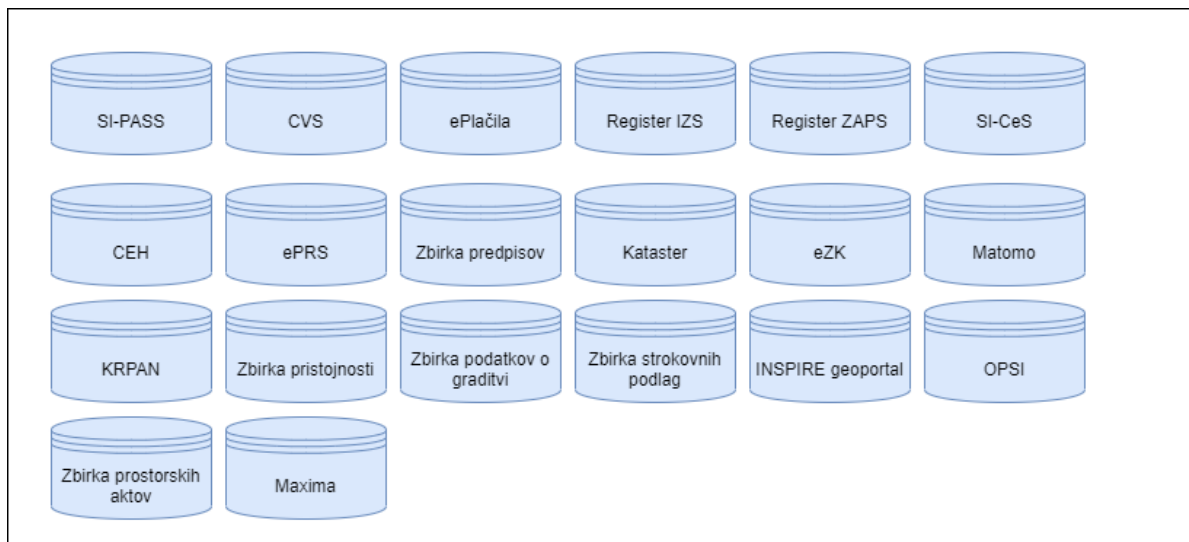 SI-PASS
CVS
ePlačila
Register IZS
Register ZAPS
SI-CeS
CEH
ePRS
Zbirka predpisov
Kataster
eZK
Matomo
KRPAN
Zbirka pristojnosti
Zbirka podatkov o
graditvi
Zbirka strokovnih
podlag
INSPIRE geoportal
OPSI
Zbirka prostorskih
aktov
Maxima